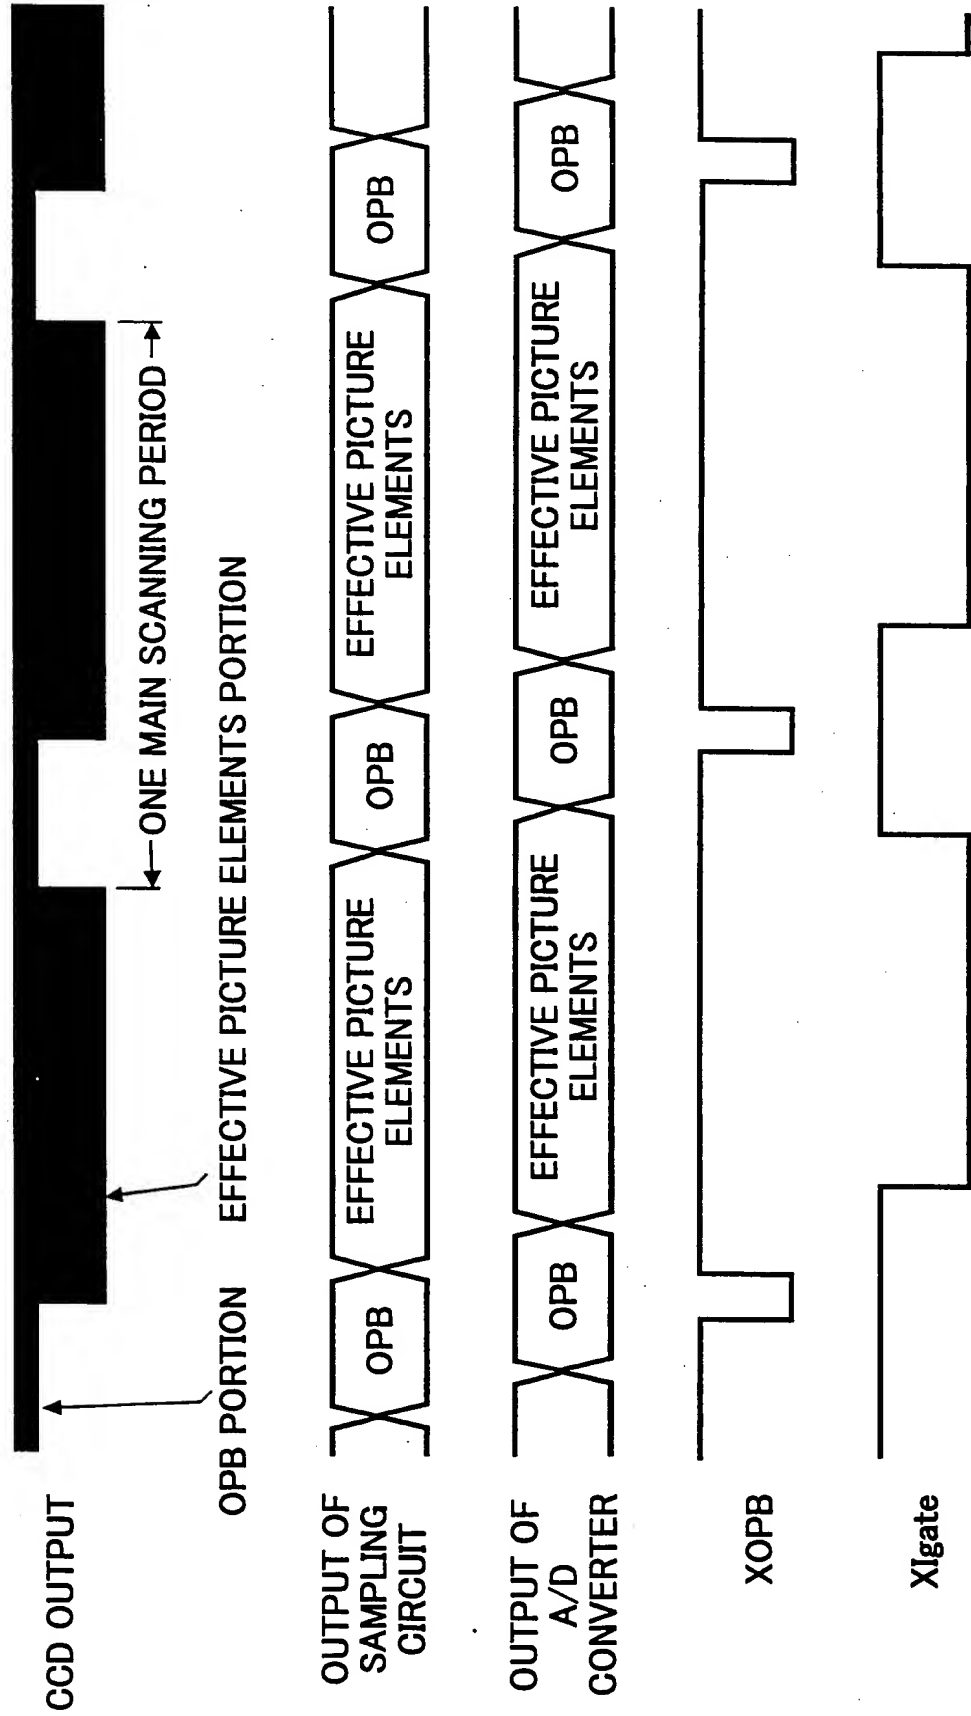 CCD OUTPUT
OPB PORTION
EFFECTIVE PICTURE ELEMENTS PORTION
ONE MAIN SCANNING PERIOD
OUTPUT OF
SAMPLING
CIRCUIT
OPB
EFFECTIVE PICTURE
ELEMENTS
OPB
EFFECTIVE PICTURE
ELEMENTS
OPB
OUTPUT OF
A/D
CONVERTER
OPB
EFFECTIVE PICTURE
ELEMENTS
OPB
EFFECTIVE PICTURE
ELEMENTS
OPB
XOPB
XIgate